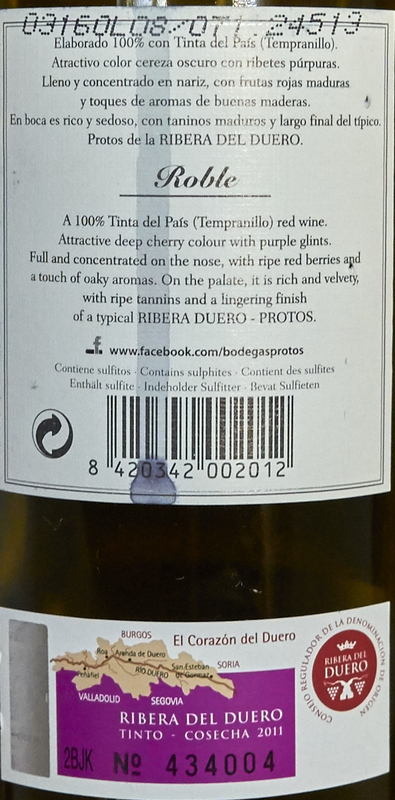 03160L08/071 24513
Elaborado 100% con Tinta del País (Tempranillo).
Atractivo color cereza oscuro con ribetes púrpuras.
Lleno y concentrado en nariz, con frutas rojas maduras
y toques de aromas de buenas maderas.
En boca es rico y sedoso, con taninos maduros y largo final del típico.
Protos de la RIBERA DEL DUERO.
Roble
A 100% Tinta del País (Tempranillo) red wine.
Attractive deep cherry colour with purple glints.
Full and concentrated on the nose, with ripe red berries and
a touch of oaky aromas. On the palate, it is rich and velvety,
with ripe tannins and a lingering finish
of a typical RIBERA DUERO - PROTOS.
f www.facebook.com/bodegasprotos
Contiene sulfitos · Contains sulphites · Contient des sulfites
Enthält sulfite · Indeholder Sulfitter · Bevat Sulfieten
8 420342 002012
BURGOS
El Corazón del Duero
Roa
Aranda de Duero
SORIA
Peñafiel
RIO DUERO
San Esteban
de Gormaz
VALLADOLID
SEGOVIA
RIBERA DEL DUERO
TINTO - COSECHA 2011
2BJK Nº 434004
CONSEJO REGULADOR DE LA DENOMINACIÓN DE ORIGEN
RIBERA DEL
DUERO